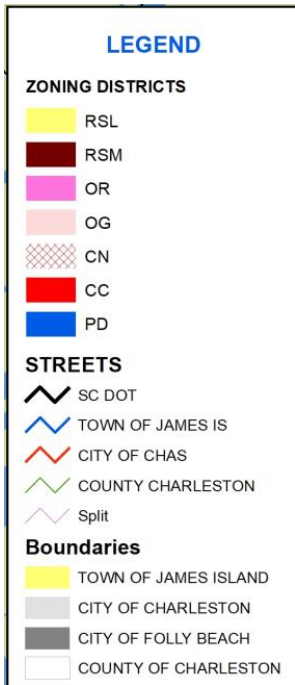 LEGEND
ZONING DISTRICTS
RSL
RSM
OR
OG
CN
CC
PD
STREETS
SC DOT
TOWN OF JAMES IS
CITY OF CHAS
COUNTY CHARLESTON
Split
Boundaries
TOWN OF JAMES ISLAND
CITY OF CHARLESTON
CITY OF FOLLY BEACH
COUNTY OF CHARLESTON